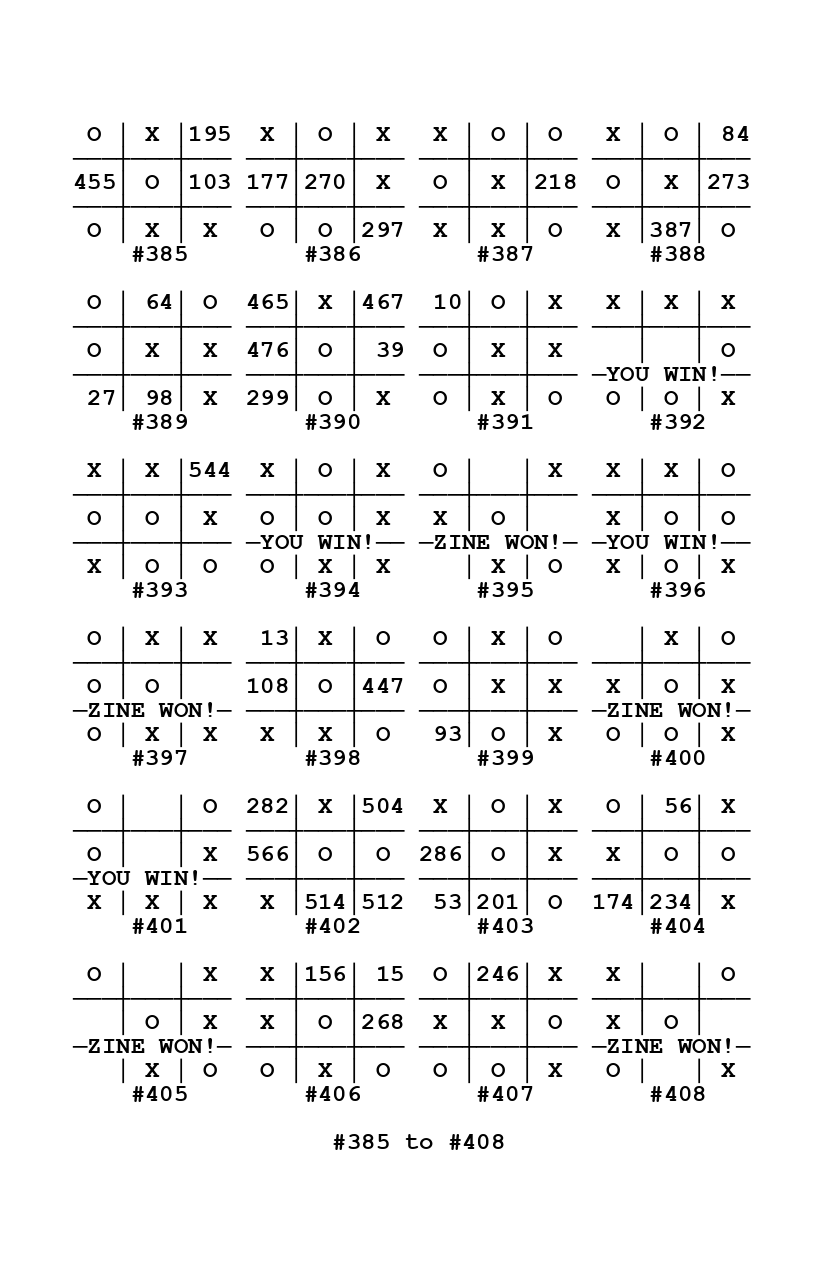 O | X |195 X | O | X X | O | O X | O | 84
455| O |103 177|270| X O | X |218 O | X |273
O | X | X O | O |297 X | X | O X |387| O
#385 #386 #387 #388
O | 64| O 465| X |467 10| O | X X | X | X
O | X | X 476| O | 39 O | X | X | | O
—YOU WIN!——
27| 98| X 299| O | X O | X | O O | O | X
#389 #390 #391 #392
X | X |544 X | O | X O | | X X | X | O
O | O | X O | O | X X | O | X | O | O
—YOU WIN!—— —ZINE WON!— —YOU WIN!——
X | O | O O | X | X | X | O X | O | X
#393 #394 #395 #396
O | X | X 13| X | O O | X | O | X | O
O | O | 108| O |447 O | X | X X | O | X
—ZINE WON!— —ZINE WON!—
O | X | X X | X | O 93| O | X O | O | X
#397 #398 #399 #400
O | | O 282| X |504 X | O | X O | 56| X
O | | X 566| O | O 286| O | X X | O | O
—YOU WIN!——
X | X | X X |514|512 53|201| O 174|234| X
#401 #402 #403 #404
O | | X X |156| 15 O |246| X X | | O
| O | X X | O |268 X | X | O X | O |
—ZINE WON!— —ZINE WON!—
| X | O O | X | O O | O | X O | | X
#405 #406 #407 #408
#385 to #408